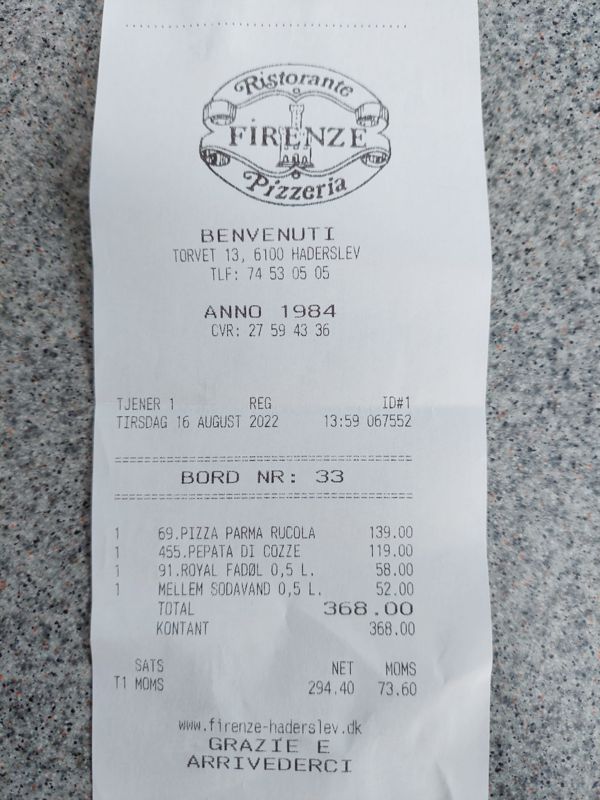 Ristorante
FIRENZE
Pizzeria
BENVENUTI
TORVET 13, 6100 HADERSLEV
TLF: 74 53 05 05
ANNO 1984
CVR: 27 59 43 36
TJENER 1 REG ID#1
TIRSDAG 16 AUGUST 2022 13:59 067552
BORD NR: 33
1 69.PIZZA PARMA RUCOLA 139.00
1 455.PEPATA DI COZZE 119.00
1 91.ROYAL FADØL 0,5 L. 58.00
1 MELLEM SODAVAND 0,5 L. 52.00
TOTAL 368.00
KONTANT 368.00
SATS NET MOMS
T1 MOMS 294.40 73.60
www.firenze-haderslev.dk
GRAZIE E
ARRIVEDERCI